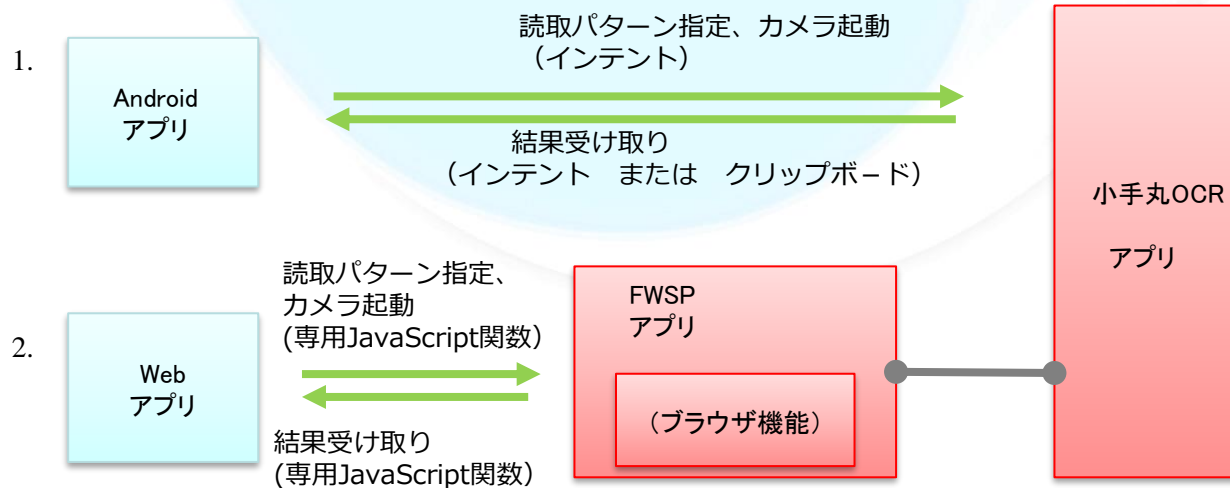 1.
Android
アプリ
読取パターン指定、カメラ起動
（インテント）
結果受け取り
（インテント　または　クリップボード）
小手丸OCR
アプリ
2.
Web
アプリ
読取パターン指定、
カメラ起動
(専用JavaScript関数)
結果受け取り
(専用JavaScript関数)
FWSP
アプリ
（ブラウザ機能）